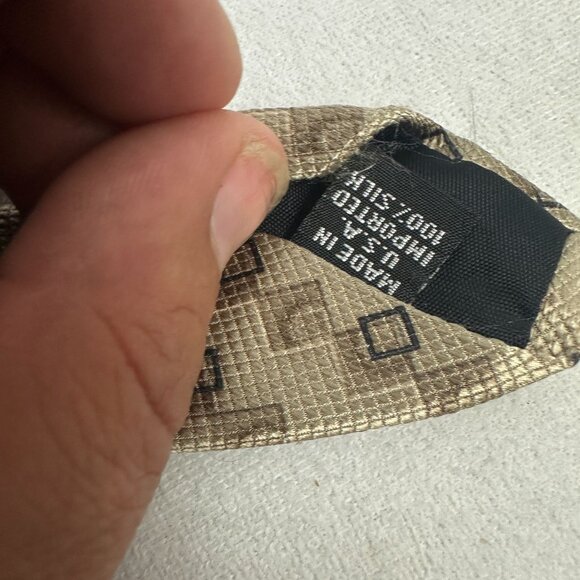 MADE IN
U.S.A.
IMPORTED
100% SILK